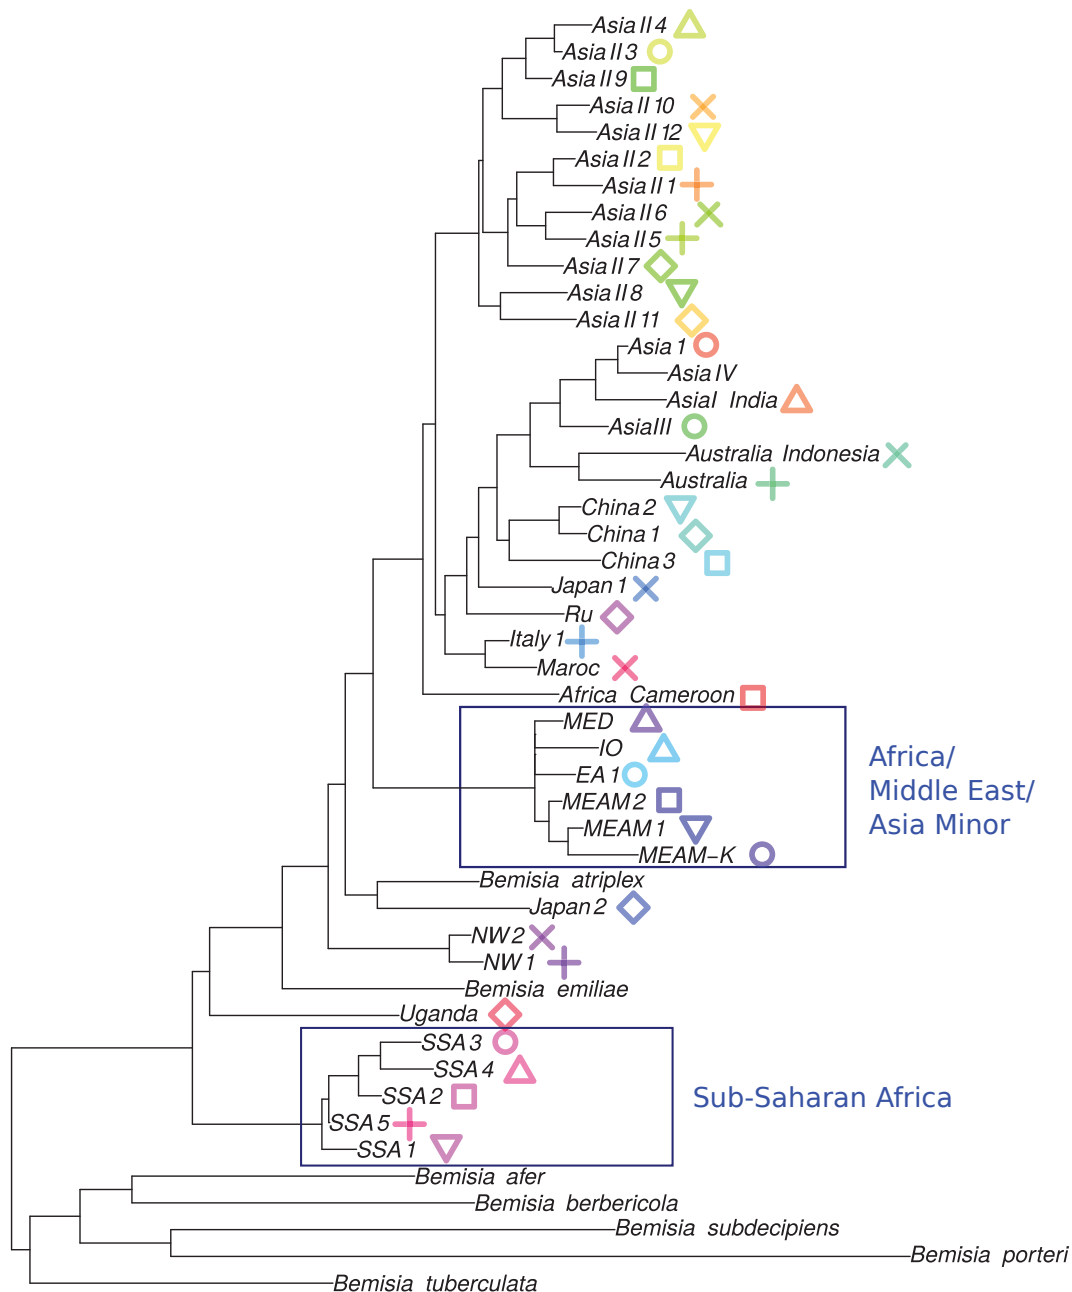 Asia II 4
Asia II 3
Asia II 9
Asia II 10
Asia II 12
Asia II 2
Asia II 1
Asia II 6
Asia II 5
Asia II 7
Asia II 8
Asia II 11
Asia 1
Asia IV
AsiaI India
AsiaIII
Australia Indonesia
Australia
China 2
China 1
China 3
Japan 1
Ru
Italy 1
Maroc
Africa Cameroon
MED
IO
EA 1
MEAM 2
MEAM 1
MEAM–K
Africa/
Middle East/
Asia Minor
Bemisia atriplex
Japan 2
NW 2
NW 1
Bemisia emiliae
Uganda
SSA 3
SSA 4
SSA 2
SSA 5
SSA 1
Sub-Saharan Africa
Bemisia afer
Bemisia berbericola
Bemisia subdecipiens
Bemisia porteri
Bemisia tuberculata